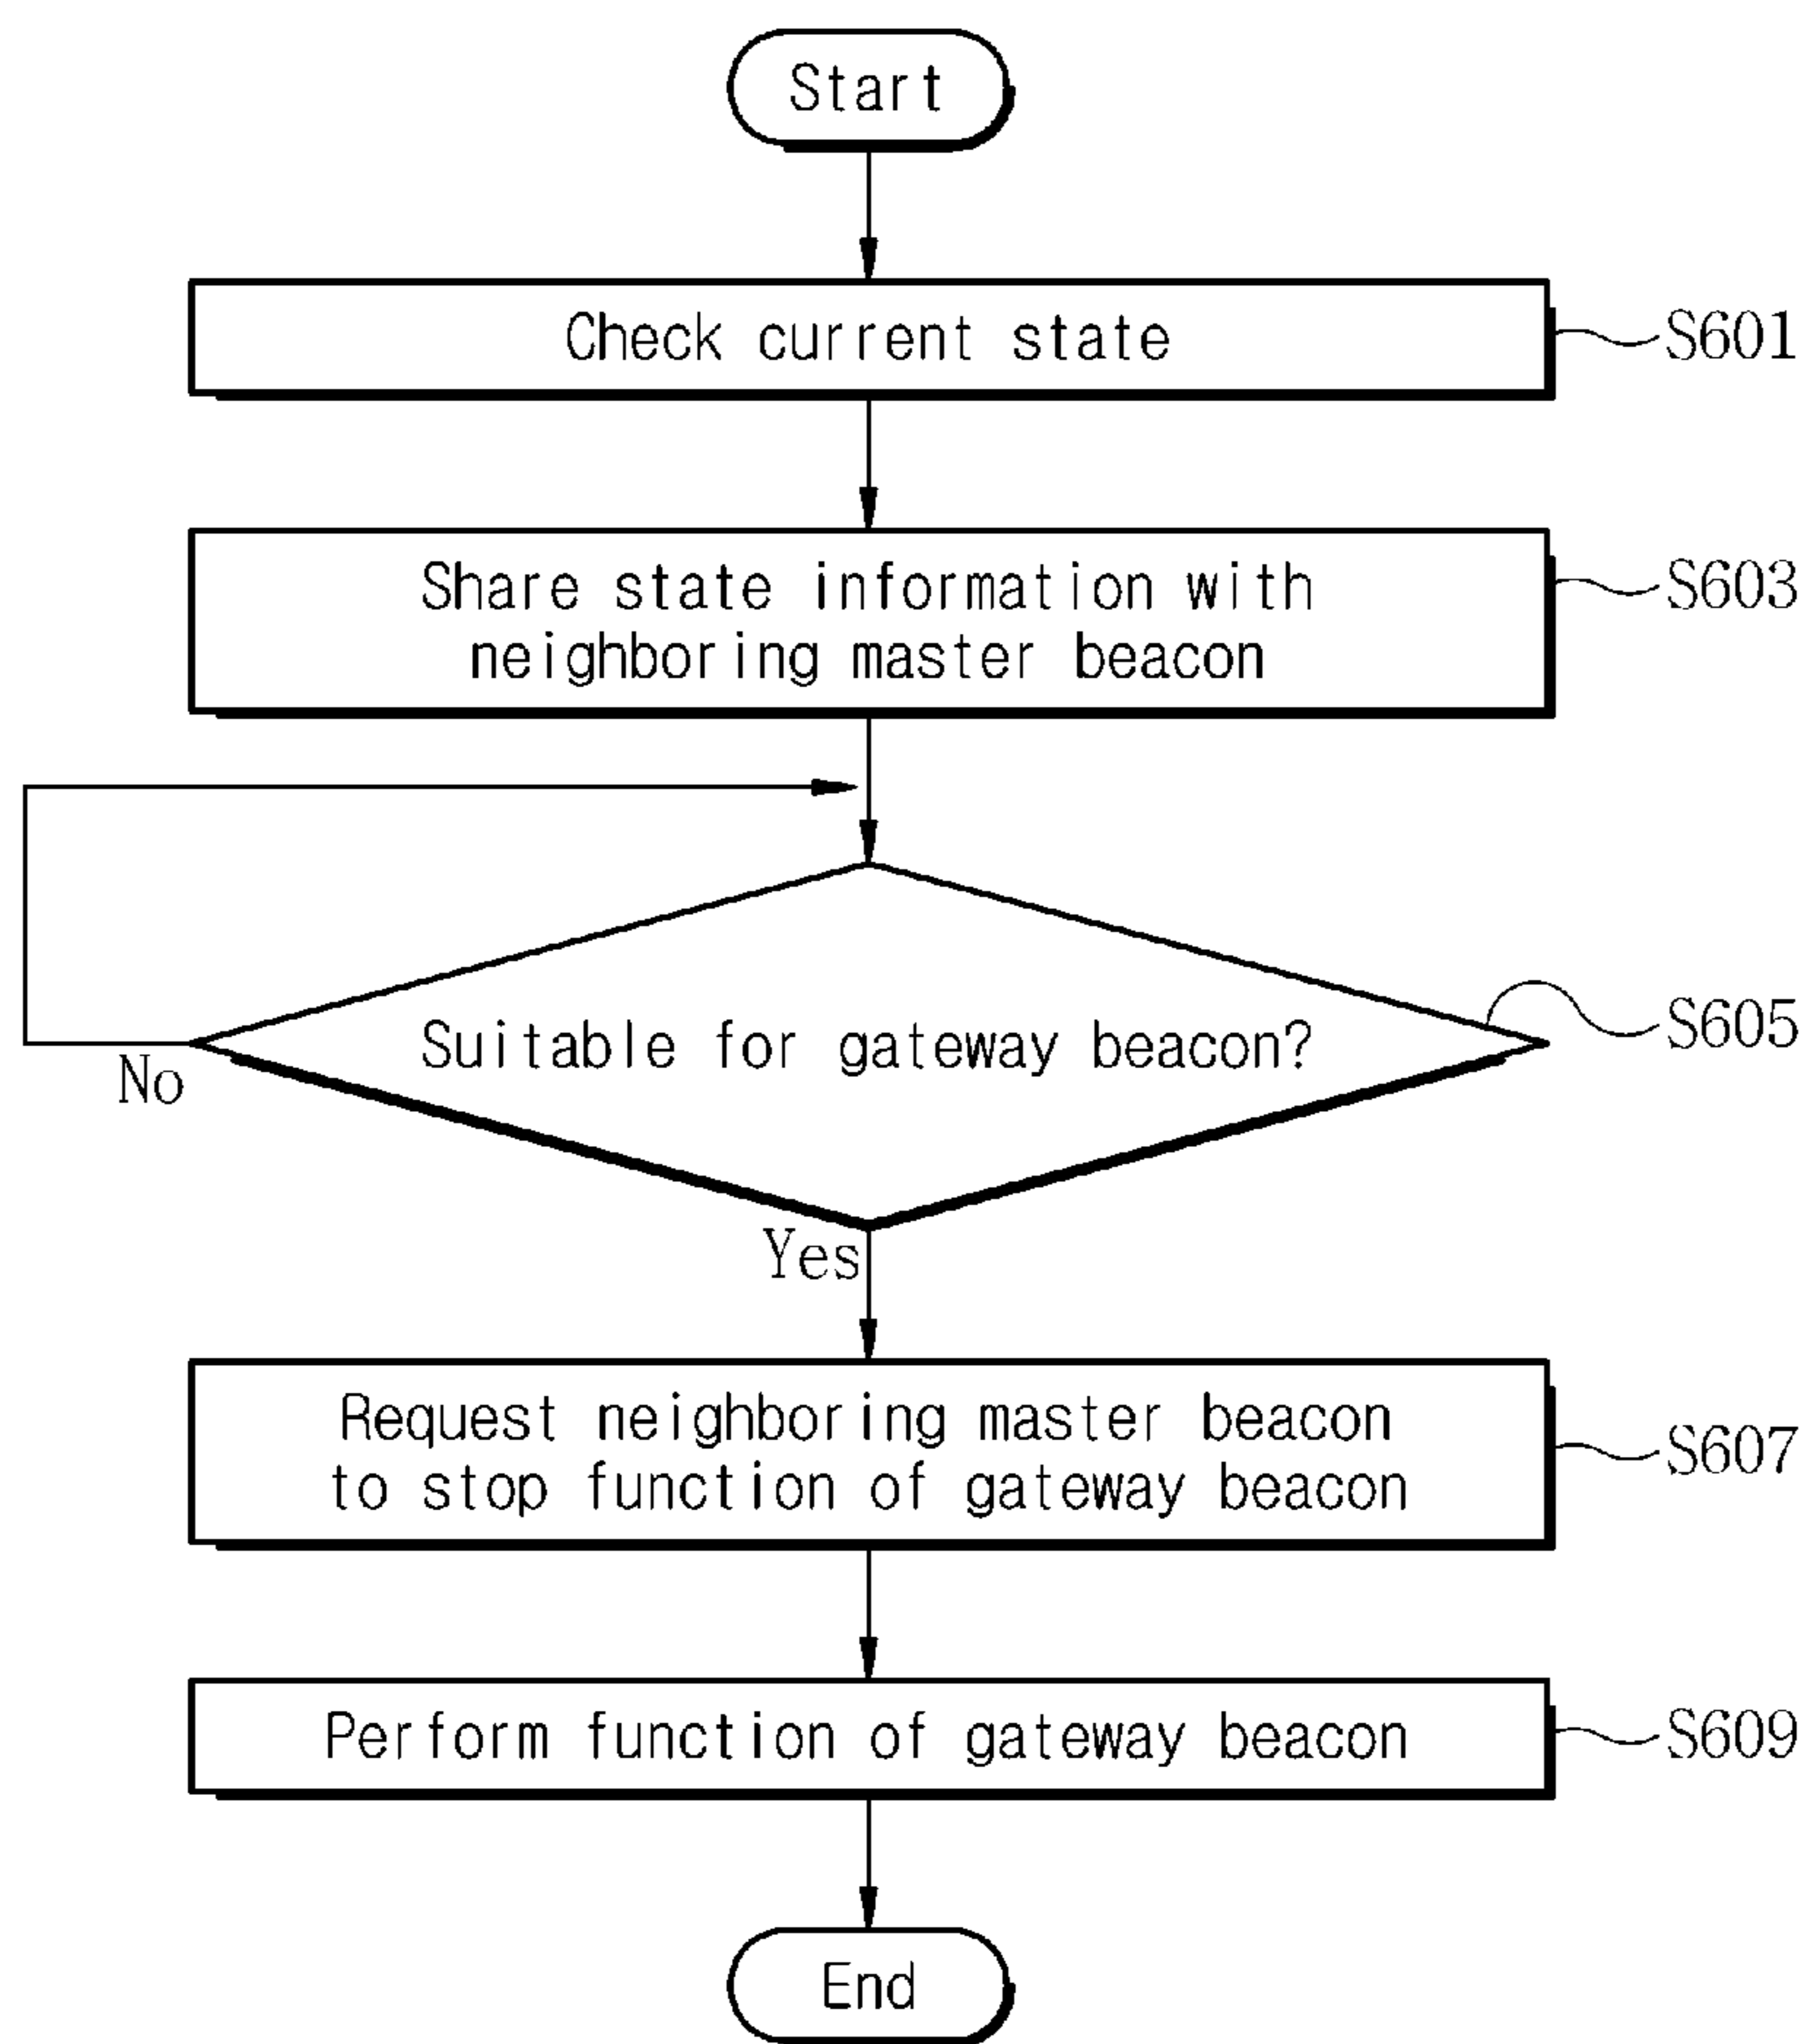 Start
Check current state
S601
Share state information with
neighboring master beacon
S603
Suitable for gateway beacon?
S605
No
Yes
Request neighboring master beacon
to stop function of gateway beacon
S607
Perform function of gateway beacon
S609
End